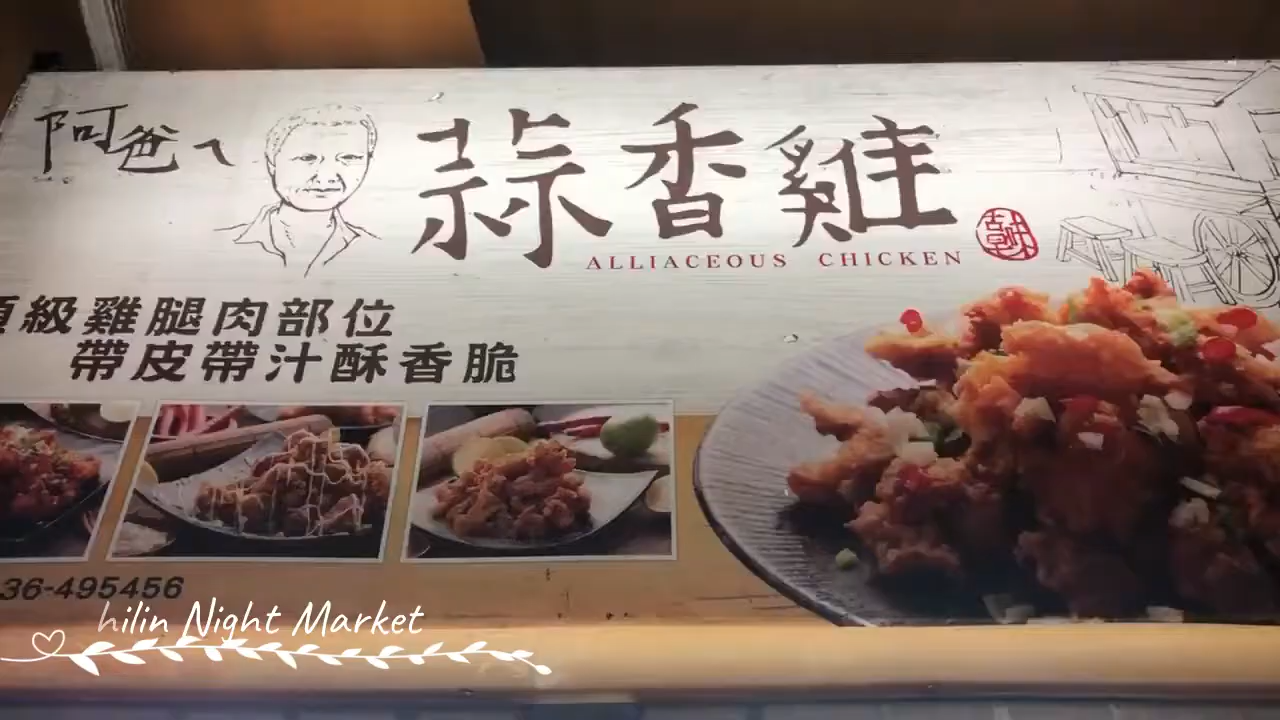 阿爸ㄟ
蒜香雞
ALLIACEOUS CHICKEN
頂級雞腿肉部位
帶皮帶汁酥香脆
36-495456
hilin Night Market